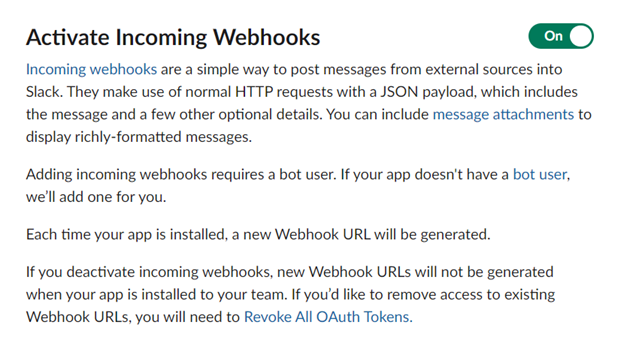 Activate Incoming Webhooks
On
Incoming webhooks are a simple way to post messages from external sources into
Slack. They make use of normal HTTP requests with a JSON payload, which includes
the message and a few other optional details. You can include message attachments to
display richly-formatted messages.
Adding incoming webhooks requires a bot user. If your app doesn't have a bot user,
we’ll add one for you.
Each time your app is installed, a new Webhook URL will be generated.
If you deactivate incoming webhooks, new Webhook URLs will not be generated
when your app is installed to your team. If you’d like to remove access to existing
Webhook URLs, you will need to Revoke All OAuth Tokens.